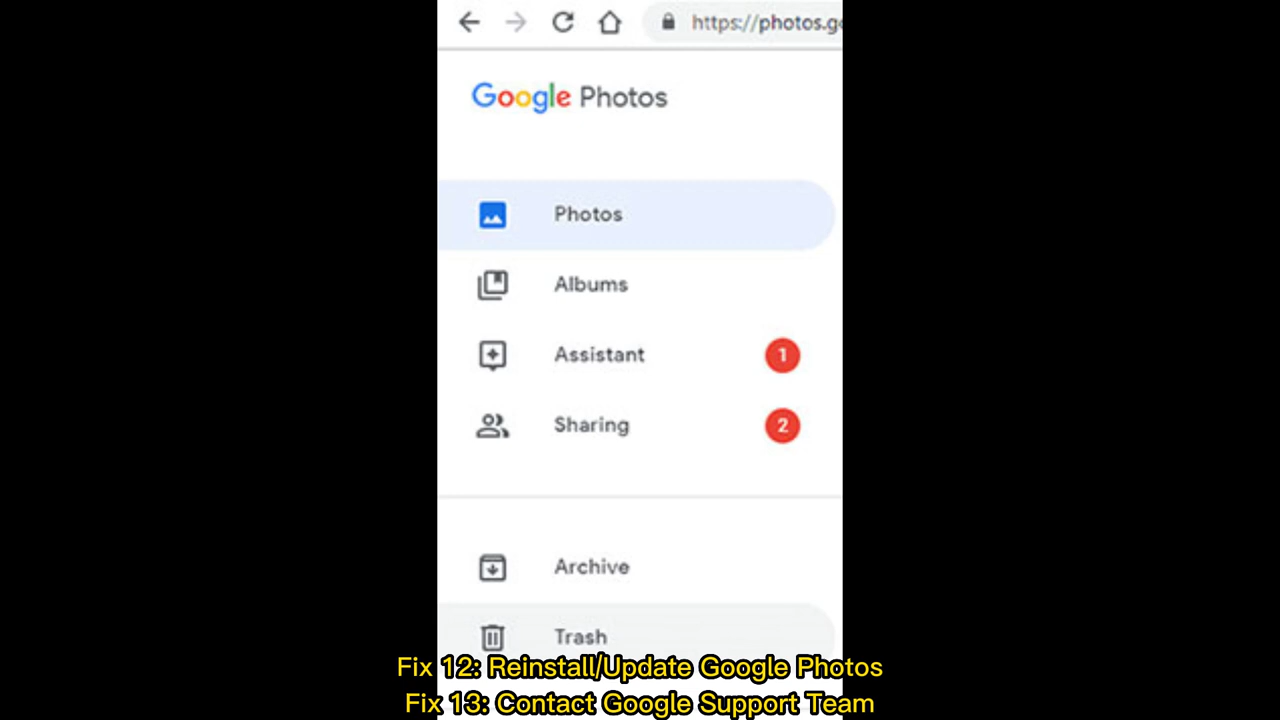 https://photos.g
Google Photos
Photos
Albums
Assistant 1
Sharing 2
Archive
Trash
Fix 12: Reinstall/Update Google Photos
Fix 13: Contact Google Support Team